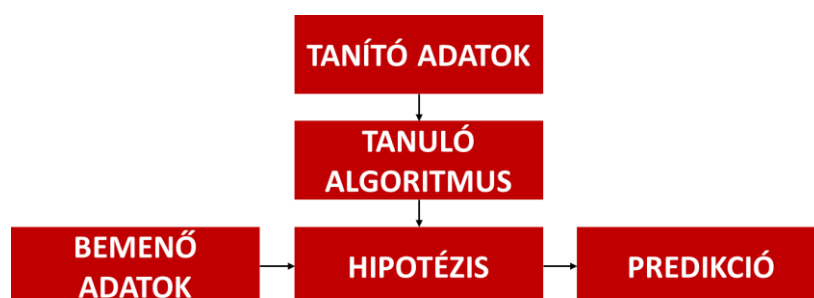 TANÍTÓ ADATOK
TANULÓ
ALGORITMUS
BEMENŐ
ADATOK
HIPOTÉZIS
PREDIKCIÓ